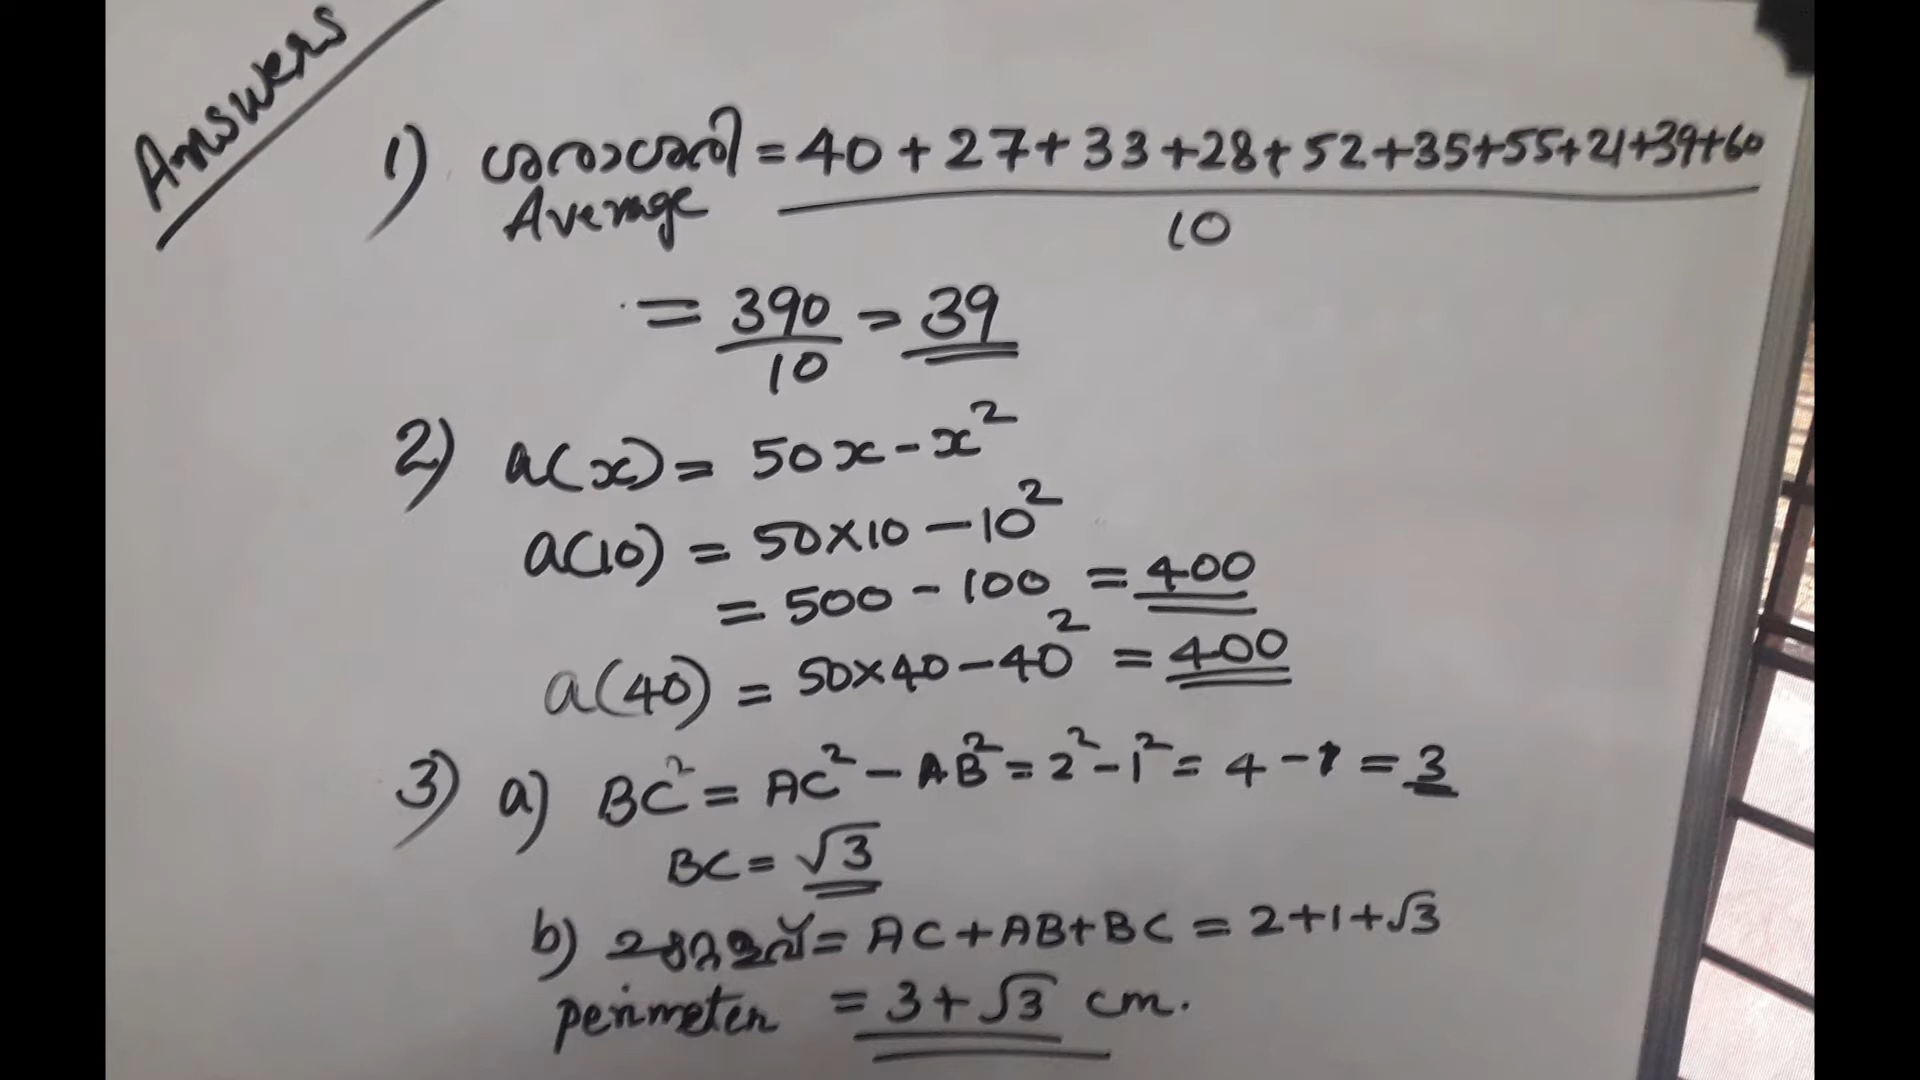 Answers
1) ശരാശരി = 40 + 27 + 33 + 28 + 52 + 35 + 55 + 21 + 39 + 60
Average
10
= 390/10 = 39
2) a(x) = 50x - x²
a(10) = 50×10 - 10²
= 500 - 100 = 400
a(40) = 50×40 - 40² = 400
3) a) BC² = AC² - AB² = 2² - 1² = 4 - 1 = 3
BC = √3
b) ചുറ്റളവ് = AC + AB + BC = 2 + 1 + √3
perimeter = 3 + √3 cm.